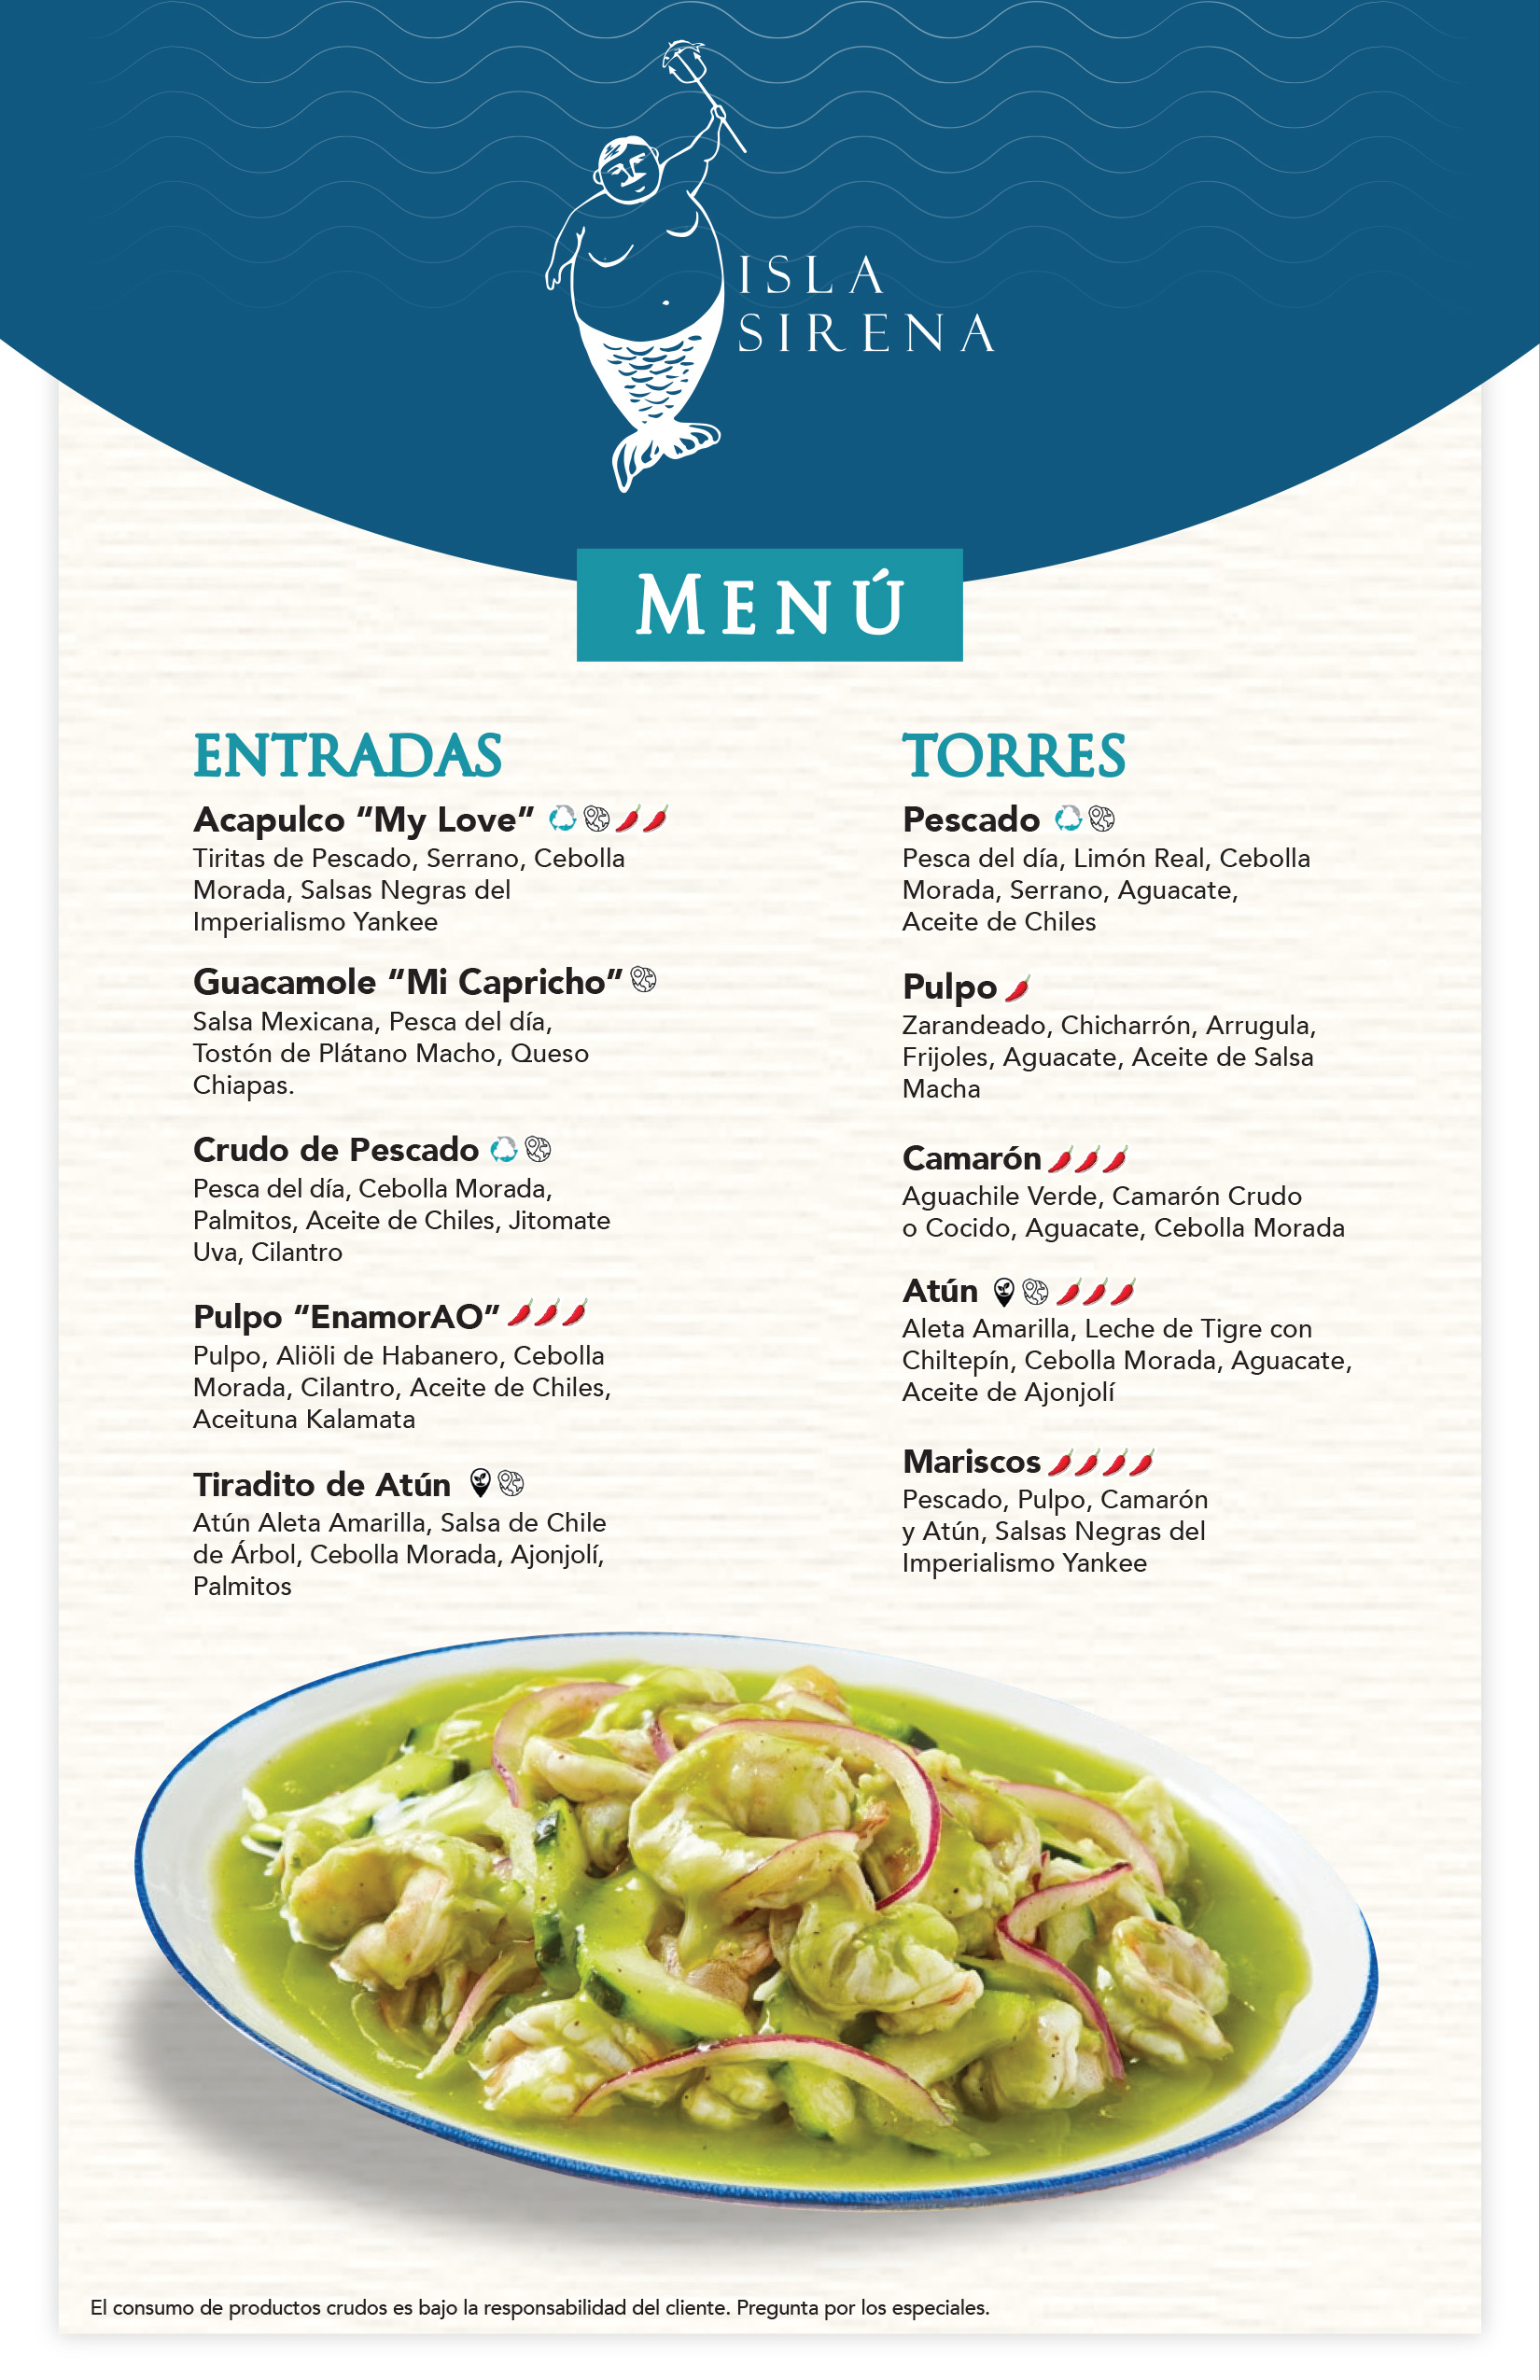 ISLA
SIRENA
MENÚ
ENTRADAS
Acapulco “My Love”
Tiritas de Pescado, Serrano, Cebolla
Morada, Salsas Negras del
Imperialismo Yankee
Guacamole “Mi Capricho”
Salsa Mexicana, Pesca del día,
Tostón de Plátano Macho, Queso
Chiapas.
Crudo de Pescado
Pesca del día, Cebolla Morada,
Palmitos, Aceite de Chiles, Jitomate
Uva, Cilantro
Pulpo “EnamorAO”
Pulpo, Aliöli de Habanero, Cebolla
Morada, Cilantro, Aceite de Chiles,
Aceituna Kalamata
Tiradito de Atún
Atún Aleta Amarilla, Salsa de Chile
de Árbol, Cebolla Morada, Ajonjolí,
Palmitos
TORRES
Pescado
Pesca del día, Limón Real, Cebolla
Morada, Serrano, Aguacate,
Aceite de Chiles
Pulpo
Zarandeado, Chicharrón, Arrugula,
Frijoles, Aguacate, Aceite de Salsa
Macha
Camarón
Aguachile Verde, Camarón Crudo
o Cocido, Aguacate, Cebolla Morada
Atún
Aleta Amarilla, Leche de Tigre con
Chiltepín, Cebolla Morada, Aguacate,
Aceite de Ajonjolí
Mariscos
Pescado, Pulpo, Camarón
y Atún, Salsas Negras del
Imperialismo Yankee
El consumo de productos crudos es bajo la responsabilidad del cliente. Pregunta por los especiales.